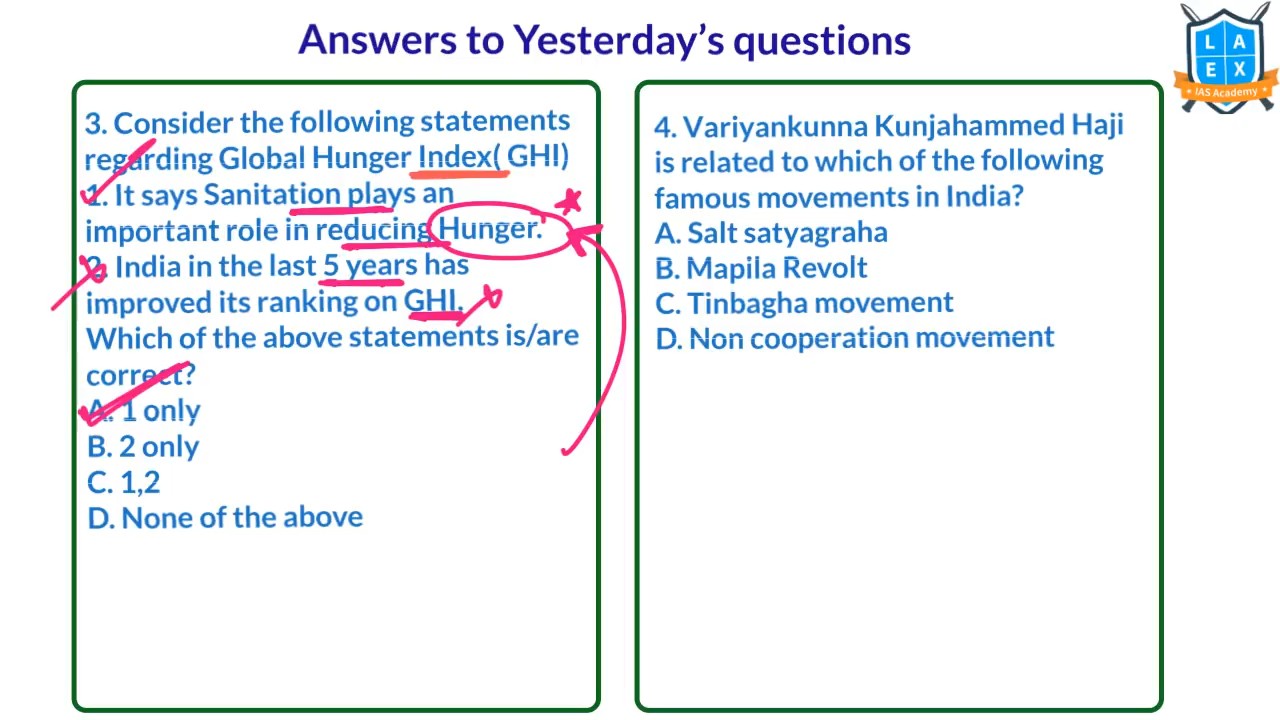 Answers to Yesterday's questions
L A
E X
IAS Academy
3. Consider the following statements
regarding Global Hunger Index( GHI)
1. It says Sanitation plays an
important role in reducing Hunger.
2. India in the last 5 years has
improved its ranking on GHI.
Which of the above statements is/are
correct?
A. 1 only
B. 2 only
C. 1,2
D. None of the above
4. Variyankunna Kunjahammed Haji
is related to which of the following
famous movements in India?
A. Salt satyagraha
B. Mapila Revolt
C. Tinbagha movement
D. Non cooperation movement